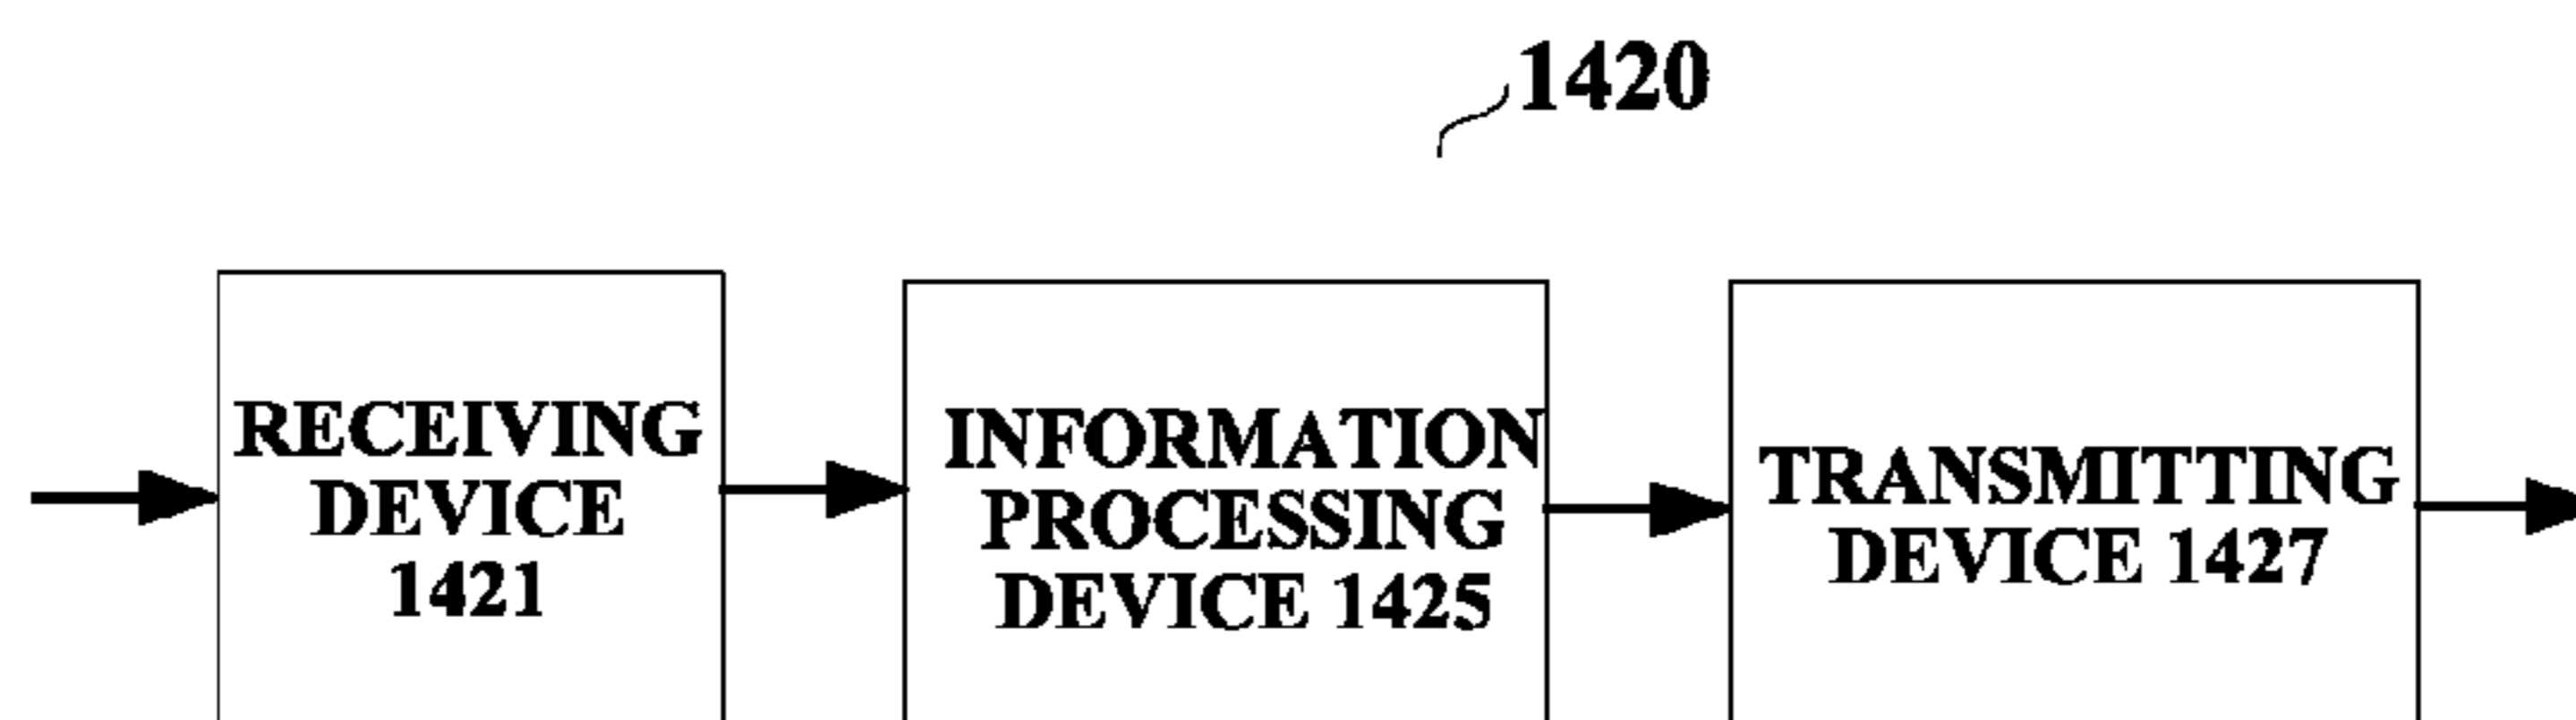 1420
RECEIVING
DEVICE
1421
INFORMATION
PROCESSING
DEVICE 1425
TRANSMITTING
DEVICE 1427